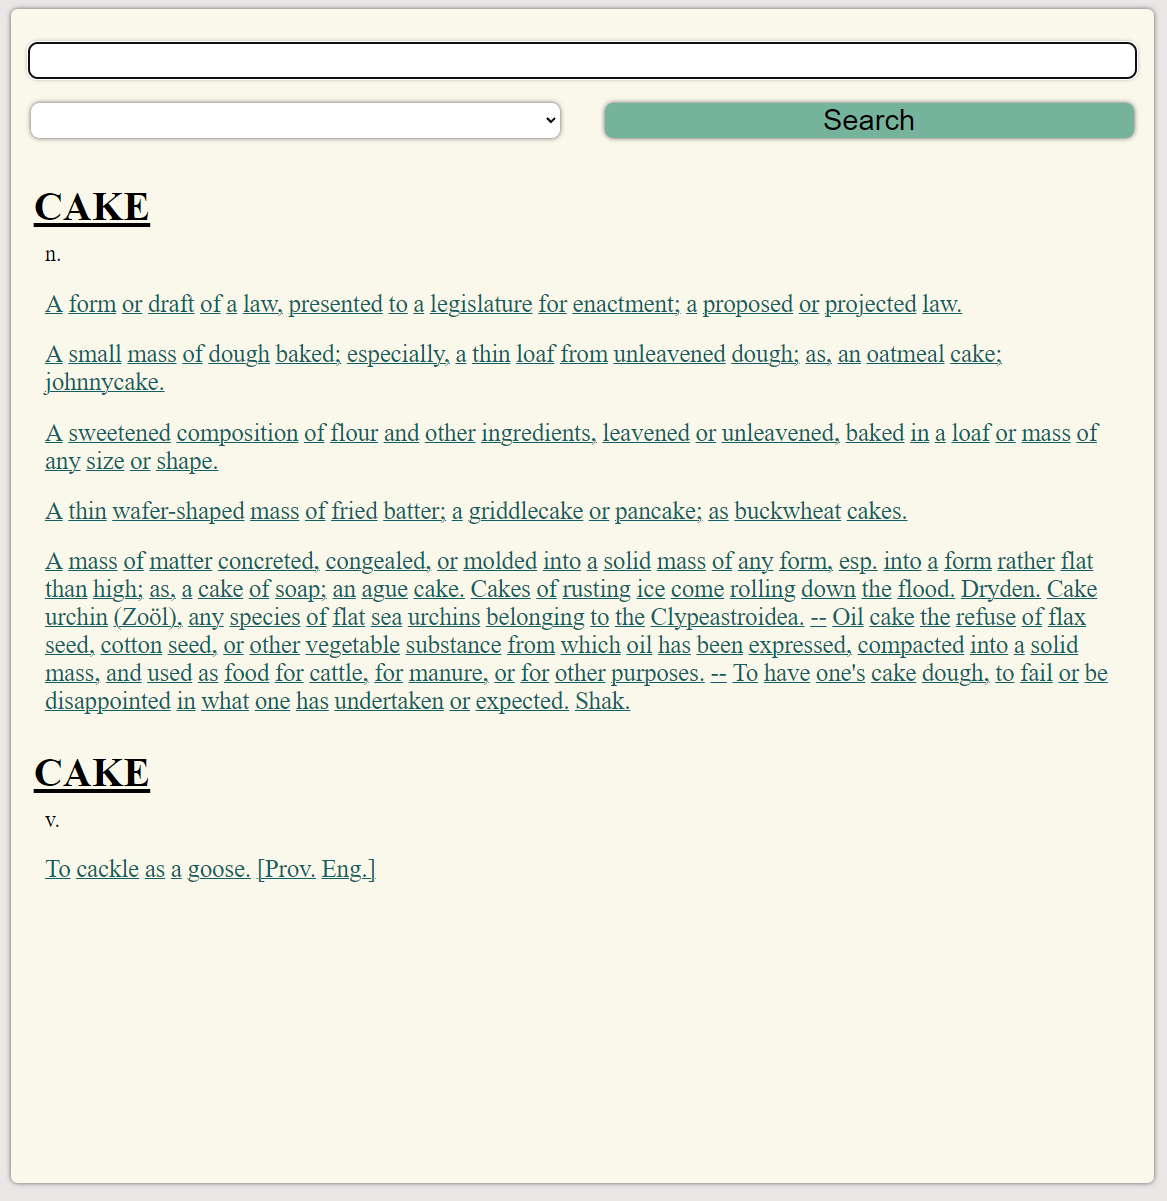 Search
CAKE
n.
A form or draft of a law, presented to a legislature for enactment; a proposed or projected law.
A small mass of dough baked; especially, a thin loaf from unleavened dough; as, an oatmeal cake;
johnnycake.
A sweetened composition of flour and other ingredients, leavened or unleavened, baked in a loaf or mass of
any size or shape.
A thin wafer-shaped mass of fried batter; a griddlecake or pancake; as buckwheat cakes.
A mass of matter concreted, congealed, or molded into a solid mass of any form, esp. into a form rather flat
than high; as, a cake of soap; an ague cake. Cakes of rusting ice come rolling down the flood. Dryden. Cake
urchin (Zoöl), any species of flat sea urchins belonging to the Clypeastroidea. -- Oil cake the refuse of flax
seed, cotton seed, or other vegetable substance from which oil has been expressed, compacted into a solid
mass, and used as food for cattle, for manure, or for other purposes. -- To have one's cake dough, to fail or be
disappointed in what one has undertaken or expected. Shak.
CAKE
v.
To cackle as a goose. [Prov. Eng.]